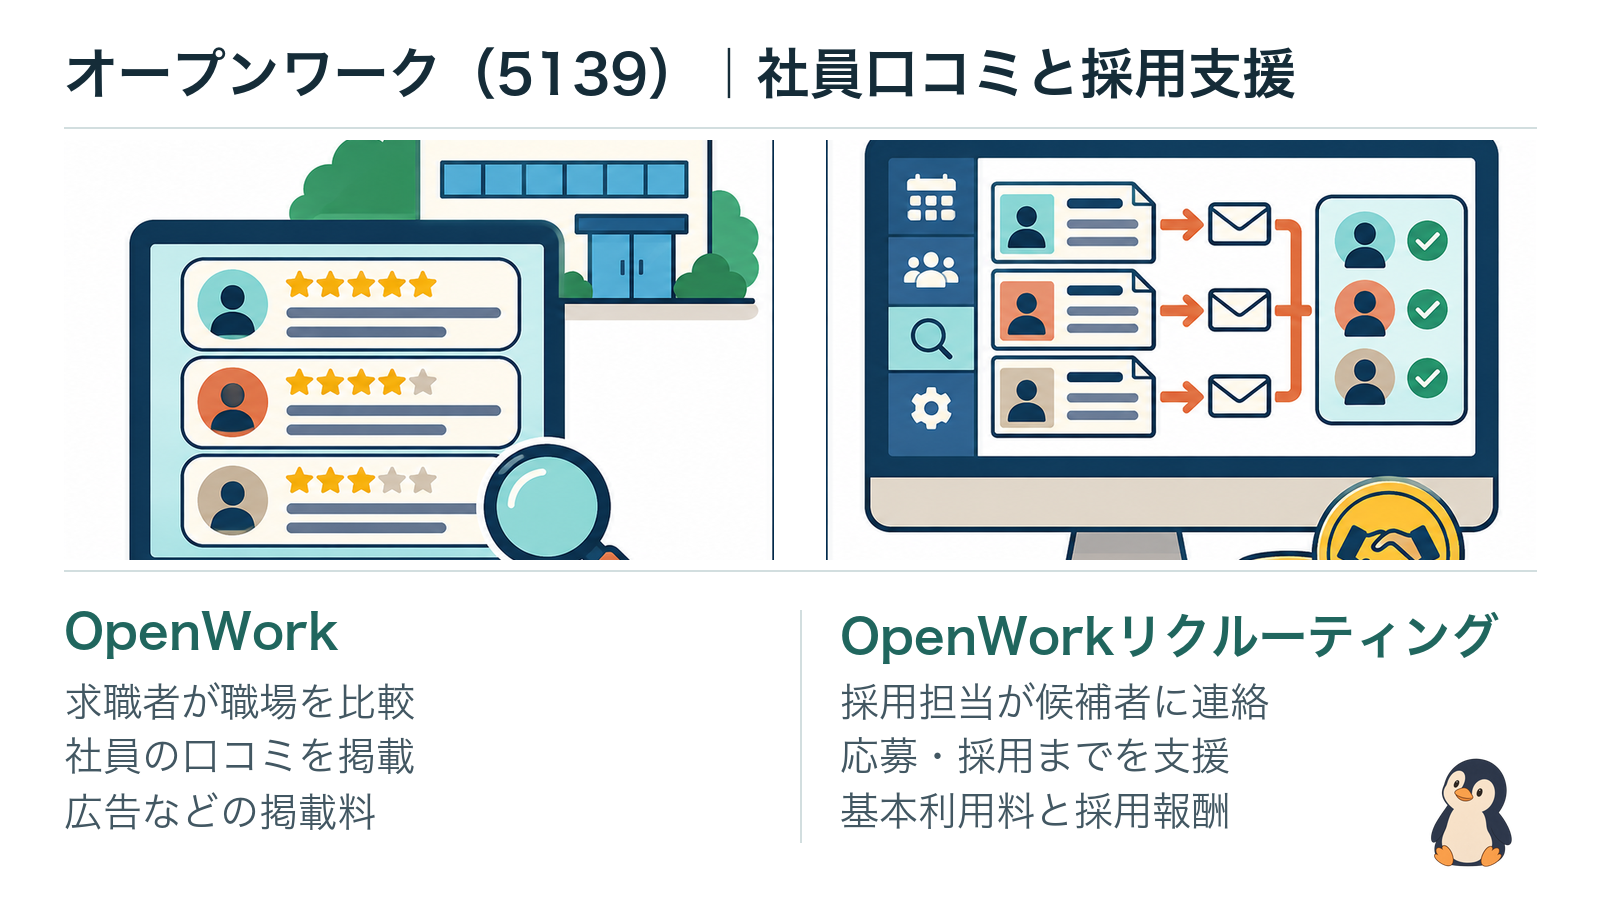 オープンワーク（5139）｜社員口コミと採用支援
OpenWork
求職者が職場を比較
社員の口コミを掲載
広告などの掲載料
OpenWorkリクルーティング
採用担当が候補者に連絡
応募・採用までを支援
基本利用料と採用報酬